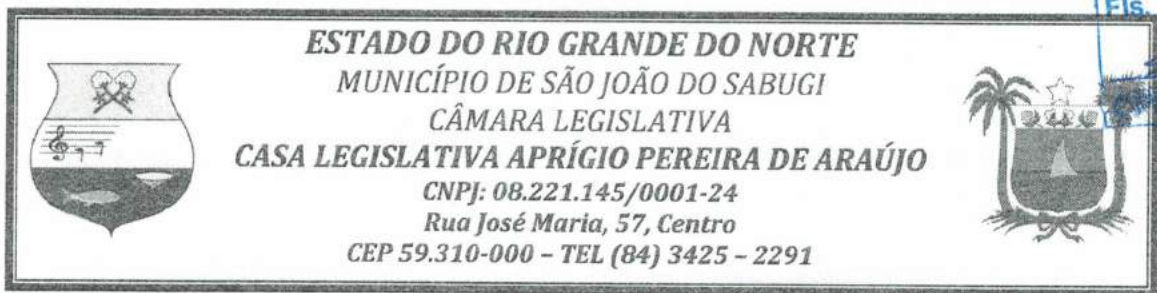 Fls.
ESTADO DO RIO GRANDE DO NORTE
MUNICÍPIO DE SÃO JOÃO DO SABUGI
CÂMARA LEGISLATIVA
CASA LEGISLATIVA APRÍGIO PEREIRA DE ARAÚJO
CNPJ: 08.221.145/0001-24
Rua José Maria, 57, Centro
CEP 59.310-000 – TEL (84) 3425 – 2291